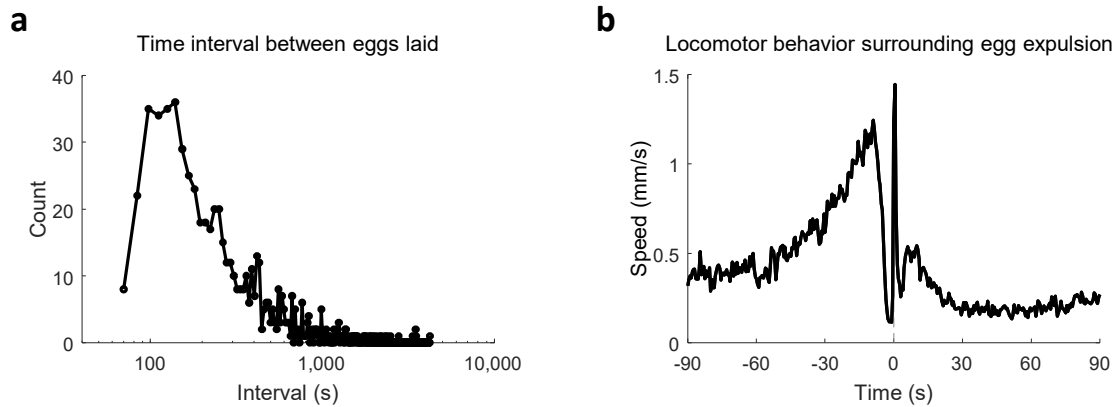 a
Time interval between eggs laid
40
30
20
10
0
Count
100
1,000
10,000
Interval (s)
b
Locomotor behavior surrounding egg expulsion
1.5
1
0.5
0
Speed (mm/s)
-90
-60
-30
0
30
60
90
Time (s)